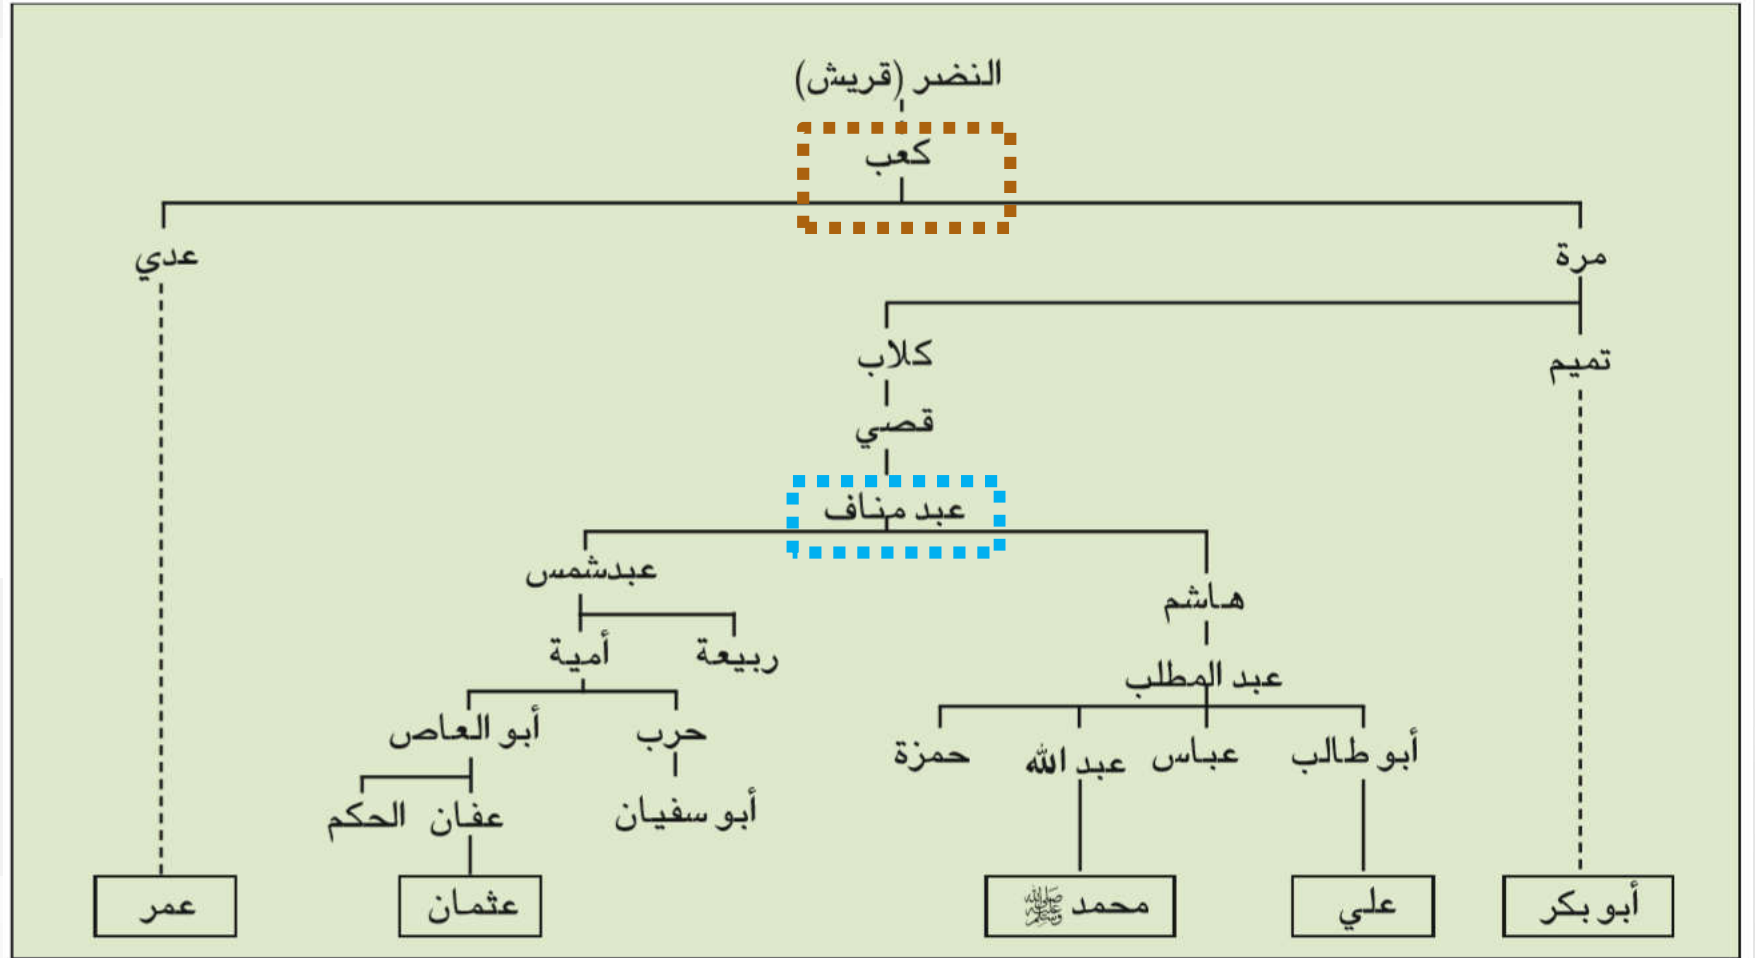 النضر (قريش)
كعب
مرة
عدي
كلاب
تميم
قصي
عبد مناف
هاشم
عبدشمس
عبد المطلب
ربيعة
أمية
أبو طالب
عباس
عبد الله
حمزة
حرب
أبو العاص
أبو سفيان
عفان
الحكم
أبو بكر
علي
محمد ﷺ
عثمان
عمر